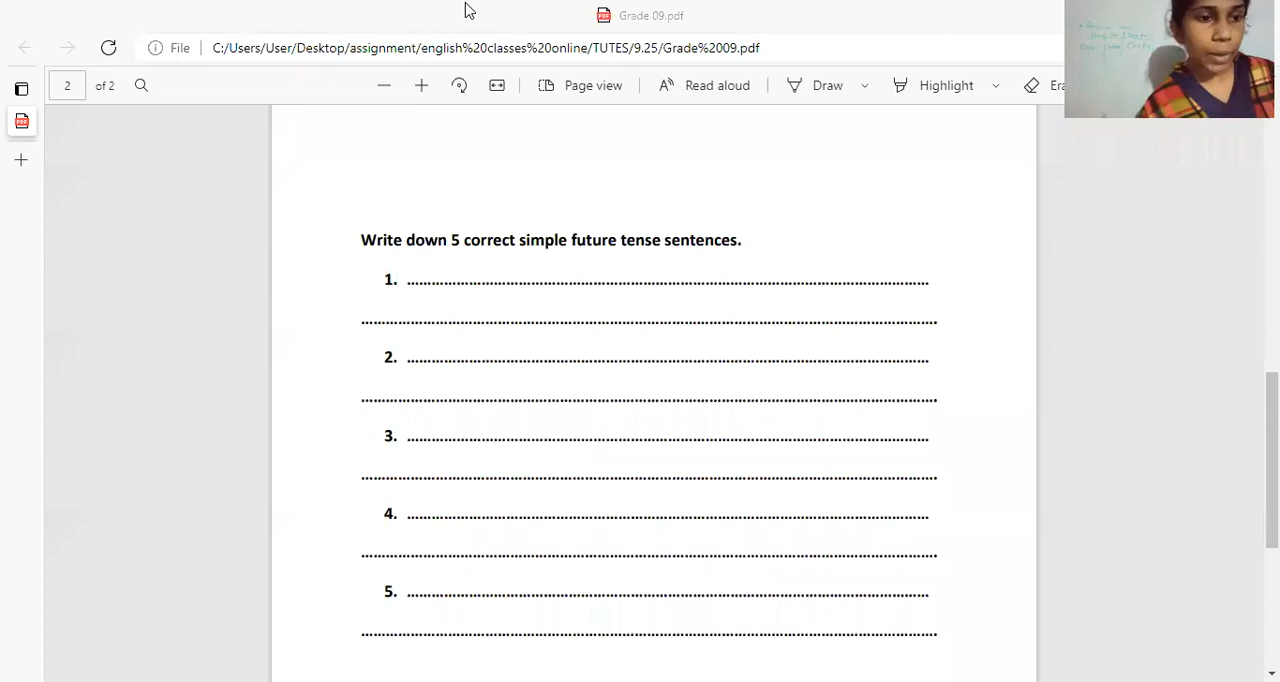 Grade 09.pdf
File
C:/Users/User/Desktop/assignment/english%20classes%20online/TUTES/9.25/Grade%2009.pdf
2 of 2
Page view
Read aloud
Draw
Highlight
Write down 5 correct simple future tense sentences.
1. ................................................................
................................................................
2. ................................................................
................................................................
3. ................................................................
................................................................
4. ................................................................
................................................................
5. ................................................................
................................................................